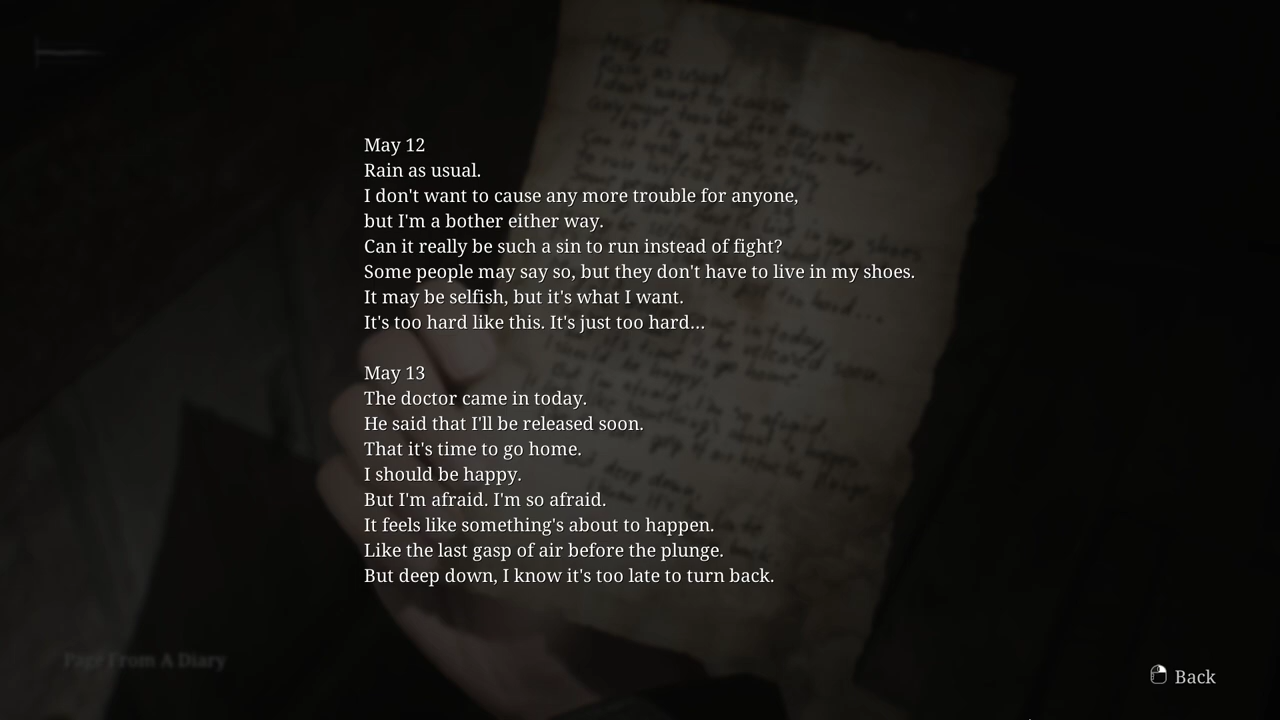 May 12
Rain as usual.
I don't want to cause any more trouble for anyone,
but I'm a bother either way.
Can it really be such a sin to run instead of fight?
Some people may say so, but they don't have to live in my shoes.
It may be selfish, but it's what I want.
It's too hard like this. It's just too hard...
May 13
The doctor came in today.
He said that I'll be released soon.
That it's time to go home.
I should be happy.
But I'm afraid. I'm so afraid.
It feels like something's about to happen.
Like the last gasp of air before the plunge.
But deep down, I know it's too late to turn back.
Page From A Diary
Back